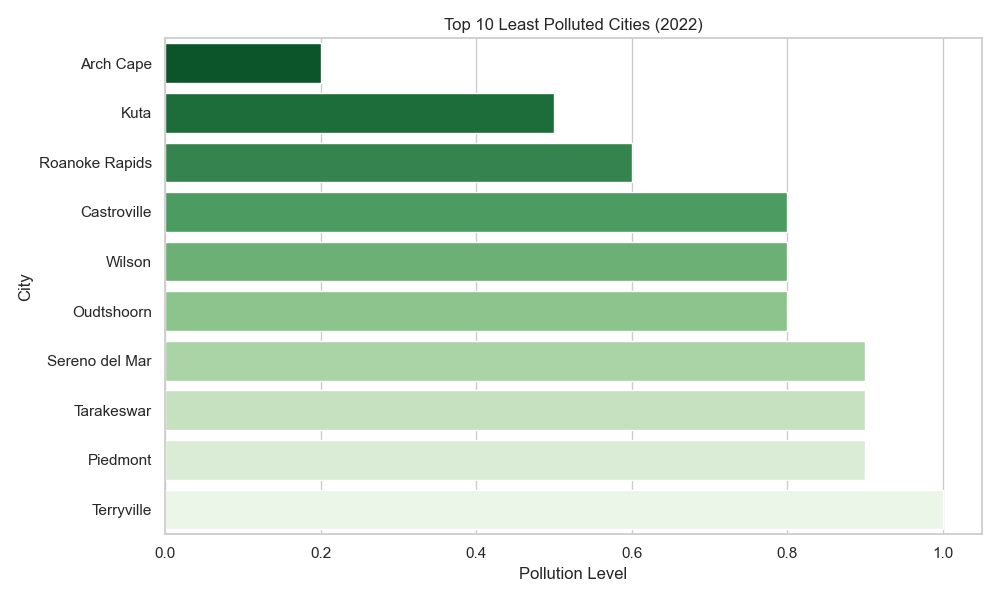 Top 10 Least Polluted Cities (2022)
City
Arch Cape
Kuta
Roanoke Rapids
Castroville
Wilson
Oudtshoorn
Sereno del Mar
Tarakeswar
Piedmont
Terryville
0.0 0.2 0.4 0.6 0.8 1.0
Pollution Level